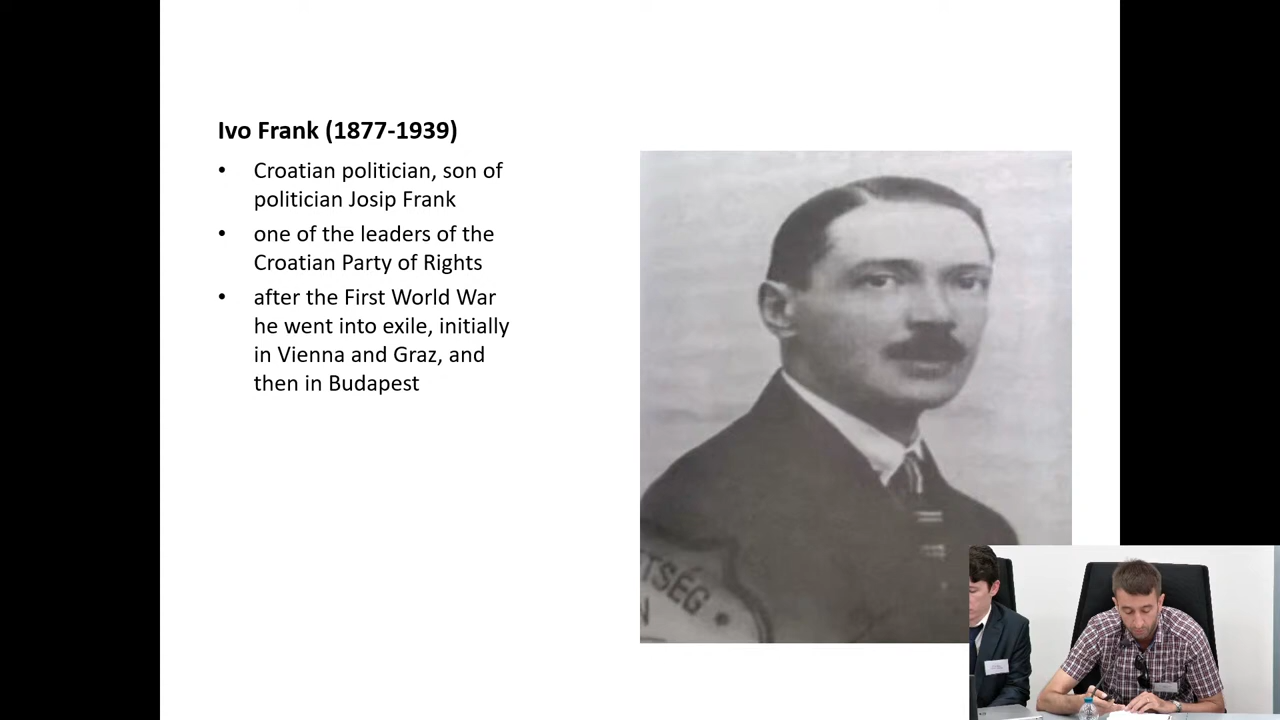 Ivo Frank (1877-1939)
• Croatian politician, son of
politician Josip Frank
• one of the leaders of the
Croatian Party of Rights
• after the First World War
he went into exile, initially
in Vienna and Graz, and
then in Budapest
TSÉG *